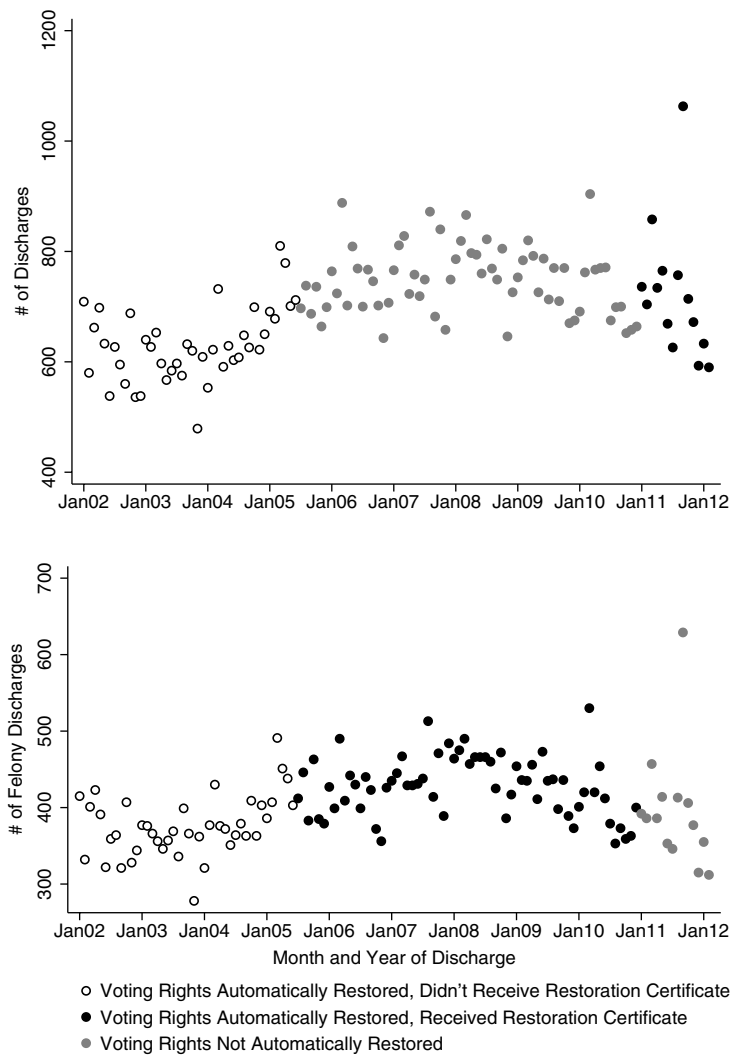 1200
1000
800
600
400
# of Discharges
Jan02 Jan03 Jan04 Jan05 Jan06 Jan07 Jan08 Jan09 Jan10 Jan11 Jan12
700
600
500
400
300
# of Felony Discharges
Jan02 Jan03 Jan04 Jan05 Jan06 Jan07 Jan08 Jan09 Jan10 Jan11 Jan12
Month and Year of Discharge
Voting Rights Automatically Restored, Didn't Receive Restoration Certificate
Voting Rights Automatically Restored, Received Restoration Certificate
Voting Rights Not Automatically Restored